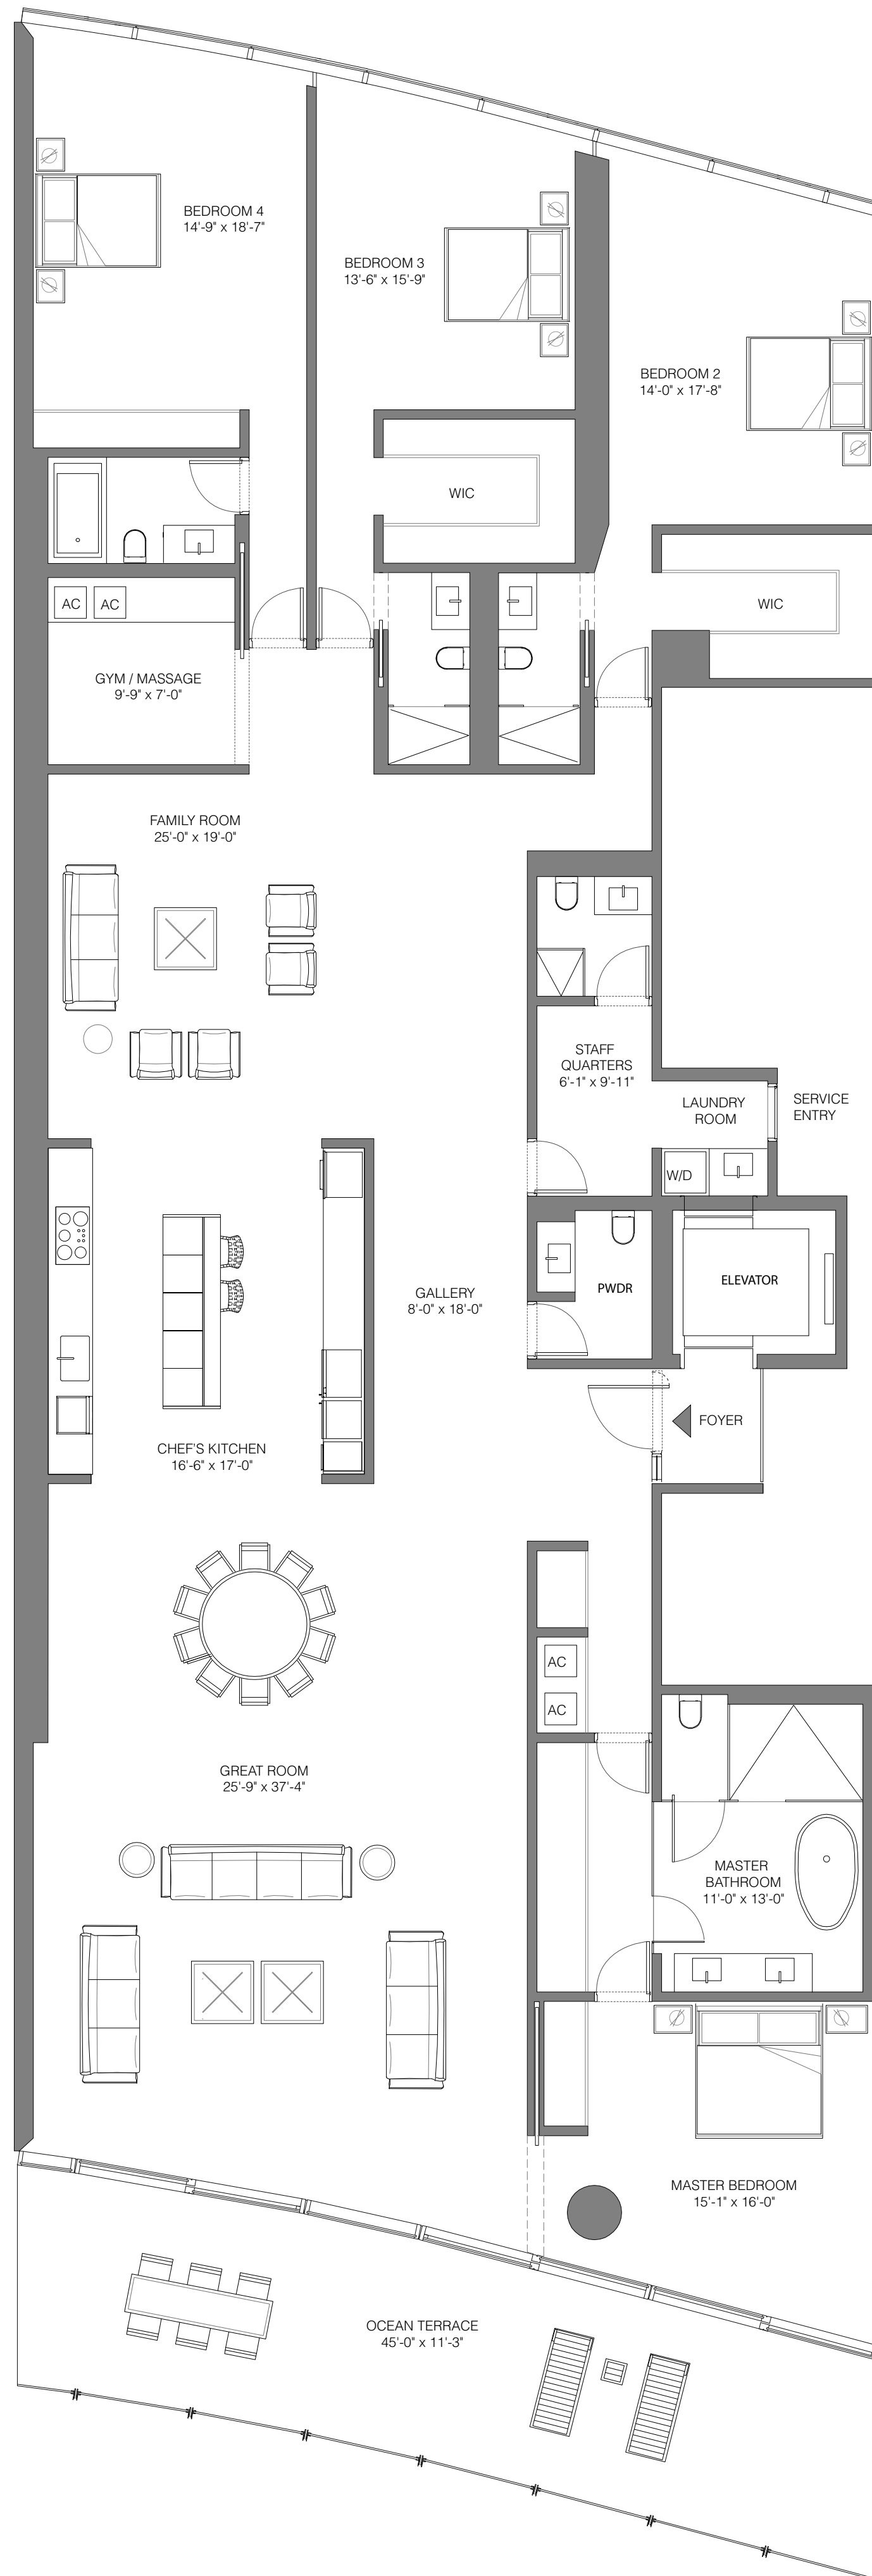 BEDROOM 4
14'-9" x 18'-7"
BEDROOM 3
13'-6" x 15'-9"
BEDROOM 2
14'-0" x 17'-8"
WIC
WIC
AC
AC
GYM / MASSAGE
9'-9" x 7'-0"
FAMILY ROOM
25'-0" x 19'-0"
STAFF
QUARTERS
6'-1" x 9'-11"
LAUNDRY
ROOM
SERVICE
ENTRY
W/D
GALLERY
8'-0" x 18'-0"
PWDR
ELEVATOR
FOYER
CHEF'S KITCHEN
16'-6" x 17'-0"
AC
AC
GREAT ROOM
25'-9" x 37'-4"
MASTER
BATHROOM
11'-0" x 13'-0"
MASTER BEDROOM
15'-1" x 16'-0"
OCEAN TERRACE
45'-0" x 11'-3"